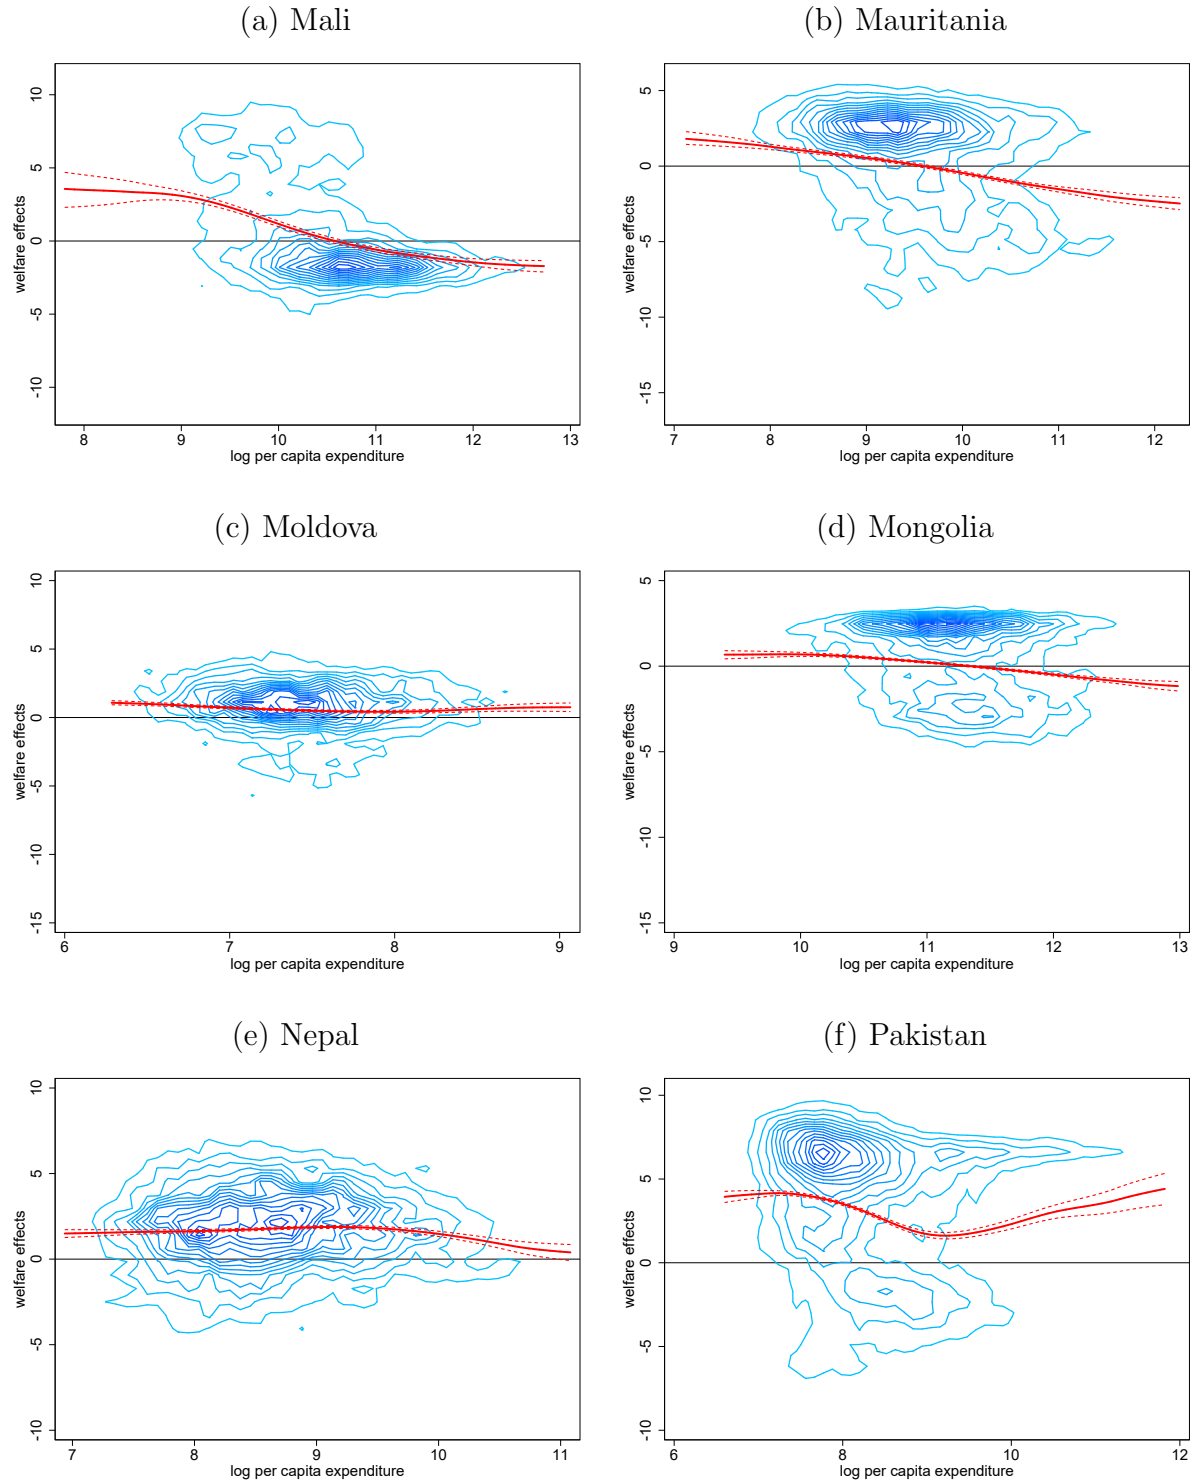 (a) Mali
(b) Mauritania
welfare effects
10
5
0
-5
-10
8 9 10 11 12 13
log per capita expenditure
welfare effects
5
0
-5
-10
-15
7 8 9 10 11 12
log per capita expenditure
(c) Moldova
(d) Mongolia
welfare effects
10
5
0
-5
-10
-15
6 7 8 9
log per capita expenditure
welfare effects
5
0
-5
-10
-15
9 10 11 12 13
log per capita expenditure
(e) Nepal
(f) Pakistan
welfare effects
10
5
0
-5
-10
7 8 9 10 11
log per capita expenditure
welfare effects
10
5
0
-5
-10
6 8 10 12
log per capita expenditure